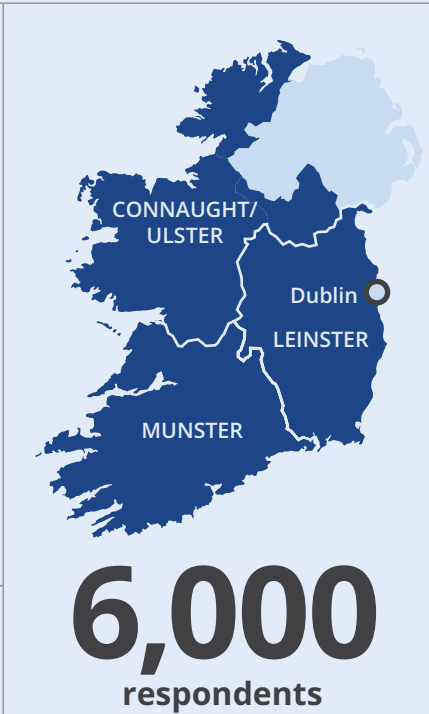 CONNAUGHT/
ULSTER
Dublin
LEINSTER
MUNSTER
6,000
respondents